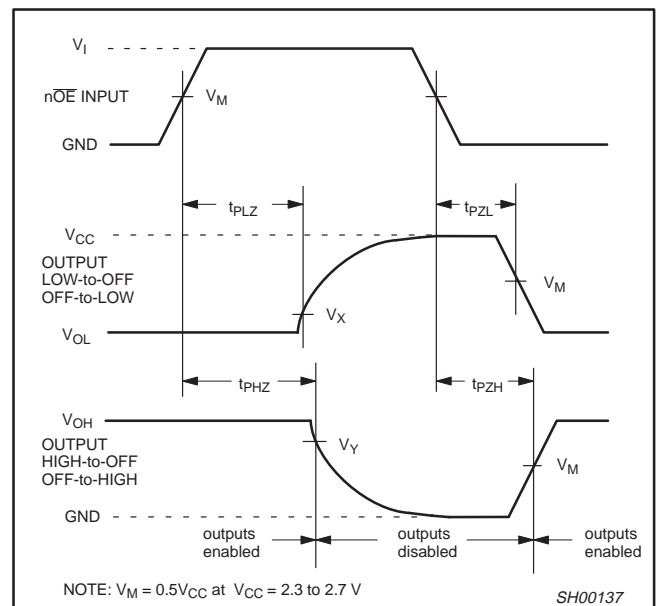 V_I
nOE INPUT
V_M
GND
t_PLZ
t_PZL
V_CC
OUTPUT
LOW-to-OFF
OFF-to-LOW
V_M
V_X
V_OL
t_PHZ
t_PZH
V_OH
OUTPUT
HIGH-to-OFF
OFF-to-HIGH
V_Y
V_M
GND
outputs
enabled
outputs
disabled
outputs
enabled
NOTE: V_M = 0.5V_CC at V_CC = 2.3 to 2.7 V
SH00137